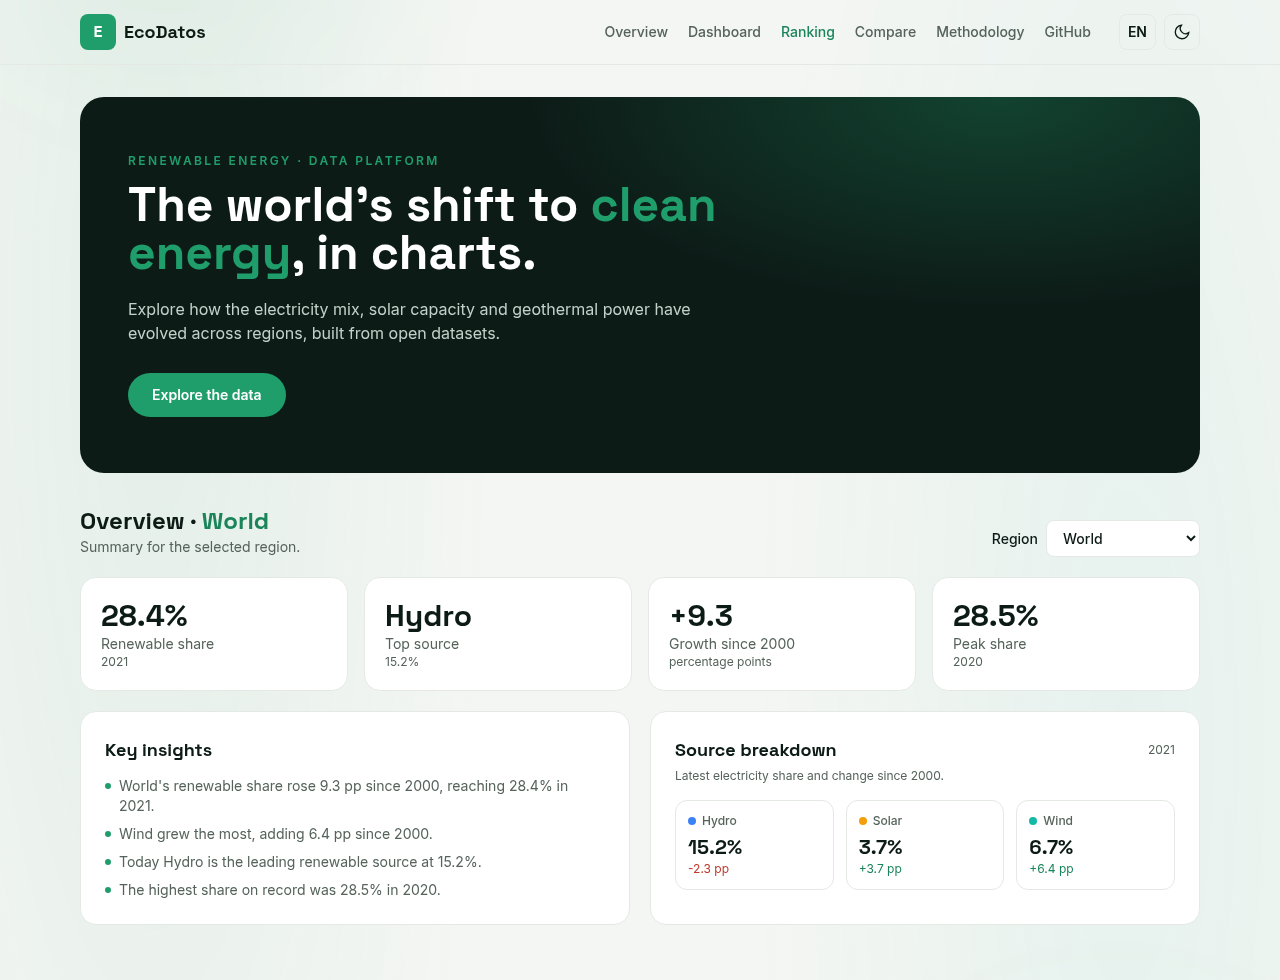 E EcoDatos Overview Dashboard Ranking Compare Methodology GitHub EN
RENEWABLE ENERGY · DATA PLATFORM
The world’s shift to clean
energy, in charts.
Explore how the electricity mix, solar capacity and geothermal power have
evolved across regions, built from open datasets.
Explore the data
Overview · World
Summary for the selected region.
Region World
28.4%
Renewable share
2021
Hydro
Top source
15.2%
+9.3
Growth since 2000
percentage points
28.5%
Peak share
2020
Key insights
World's renewable share rose 9.3 pp since 2000, reaching 28.4% in
2021.
Wind grew the most, adding 6.4 pp since 2000.
Today Hydro is the leading renewable source at 15.2%.
The highest share on record was 28.5% in 2020.
Source breakdown 2021
Latest electricity share and change since 2000.
Hydro
15.2%
-2.3 pp
Solar
3.7%
+3.7 pp
Wind
6.7%
+6.4 pp